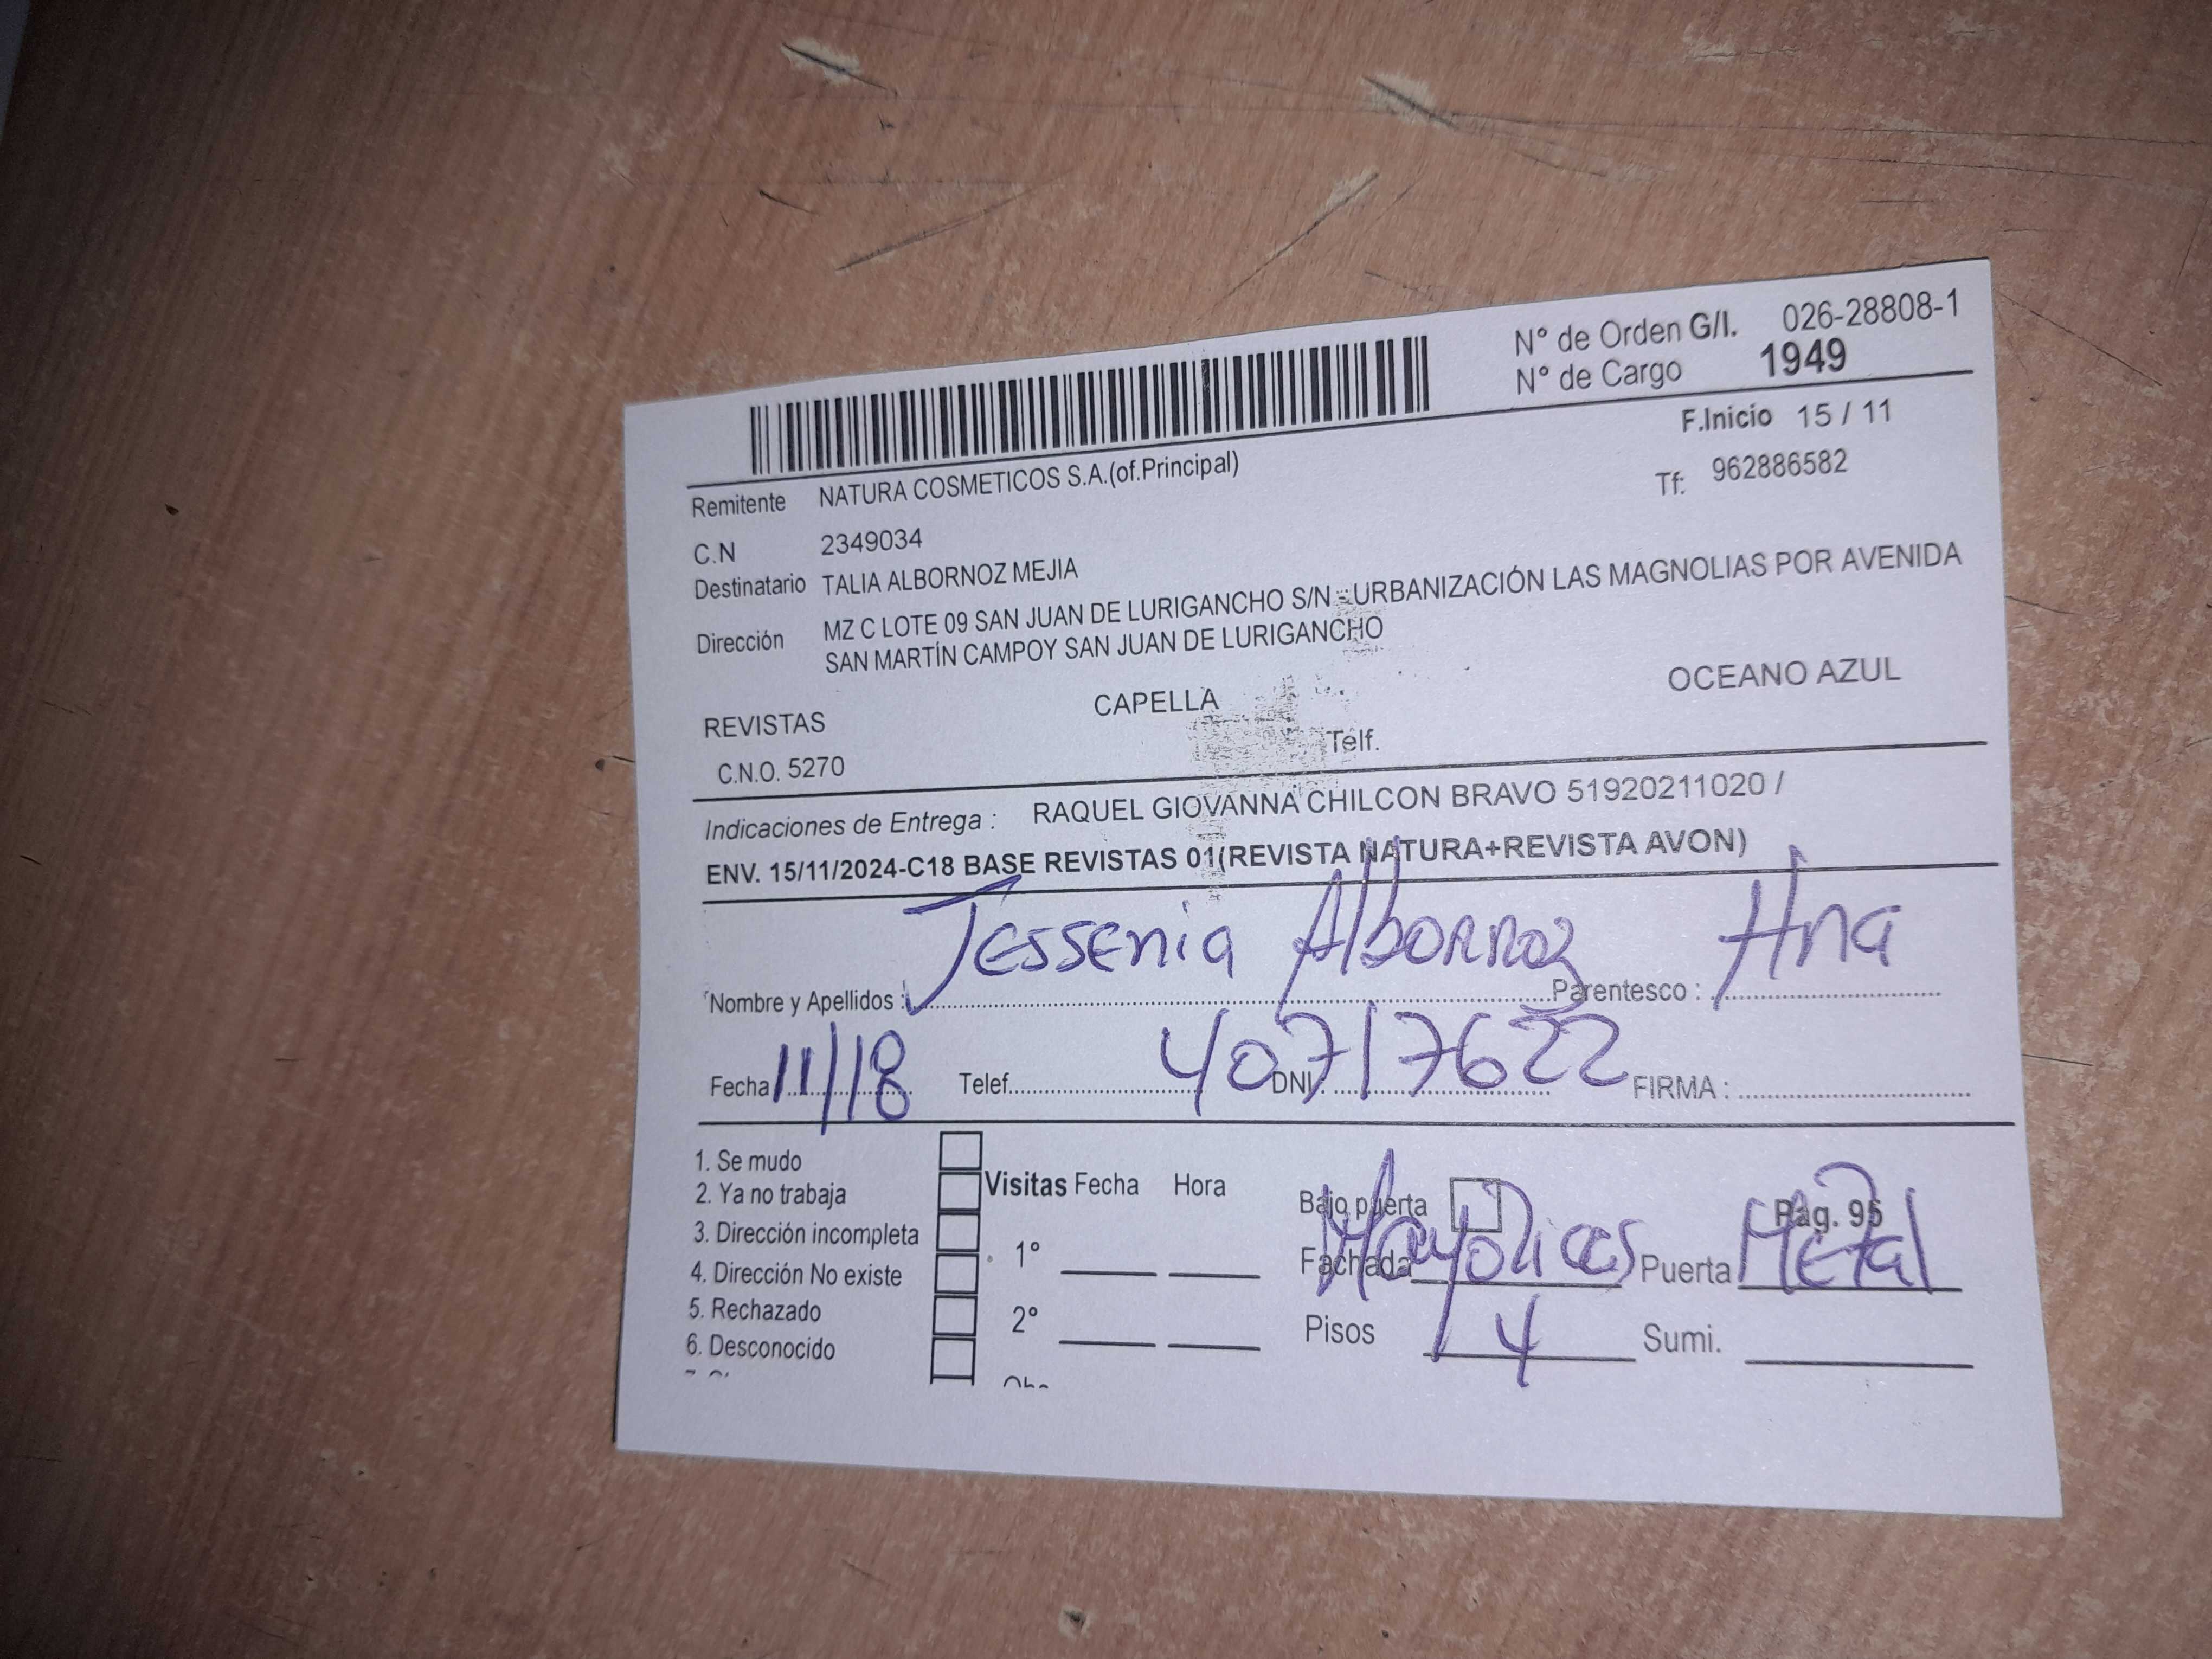 N° de Orden G/I. 026-28808-1
N° de Cargo 1949
F.Inicio 15 / 11
Remitente NATURA COSMETICOS S.A.(of.Principal)
Tf: 962886582
C.N 2349034
Destinatario TALIA ALBORNOZ MEJIA
Dirección MZ C LOTE 09 SAN JUAN DE LURIGANCHO S/N - URBANIZACIÓN LAS MAGNOLIAS POR AVENIDA
SAN MARTÍN CAMPOY SAN JUAN DE LURIGANCHO
REVISTAS CAPELLA OCEANO AZUL
C.N.O. 5270 Telf.
Indicaciones de Entrega : RAQUEL GIOVANNA CHILCON BRAVO 51920211020 /
ENV. 15/11/2024-C18 BASE REVISTAS 01(REVISTA NATURA+REVISTA AVON)
Nombre y Apellidos : Jessenia Albornoz Parentesco : Hna
Fecha 11/18 Telef. DNI. 40717622 FIRMA :
1. Se mudo
2. Ya no trabaja
3. Dirección incompleta
4. Dirección No existe
5. Rechazado
6. Desconocido
Visitas Fecha Hora
1°
2°
Bajo puerta Pág. 95
Fachada Mayolicas Puerta Metal
Pisos 4 Sumi.